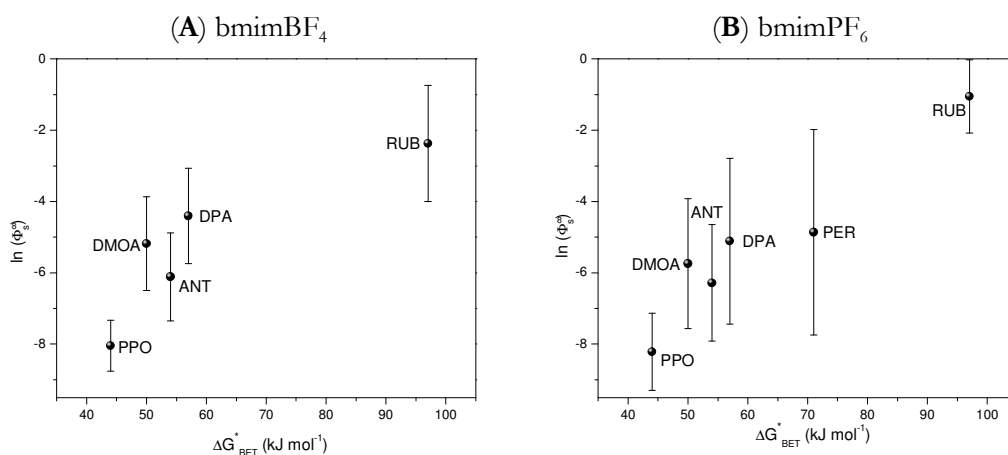 (A) bmimBF₄
ln (Φₛ^α)
0
-2
-4
-6
-8
RUB
DPA
DMOA
ANT
PPO
40 50 60 70 80 90 100
ΔG*BET (kJ mol⁻¹)
(B) bmimPF₆
ln (Φₛ^α)
0
-2
-4
-6
-8
RUB
ANT
PER
DPA
DMOA
PPO
40 50 60 70 80 90 100
ΔG*BET (kJ mol⁻¹)